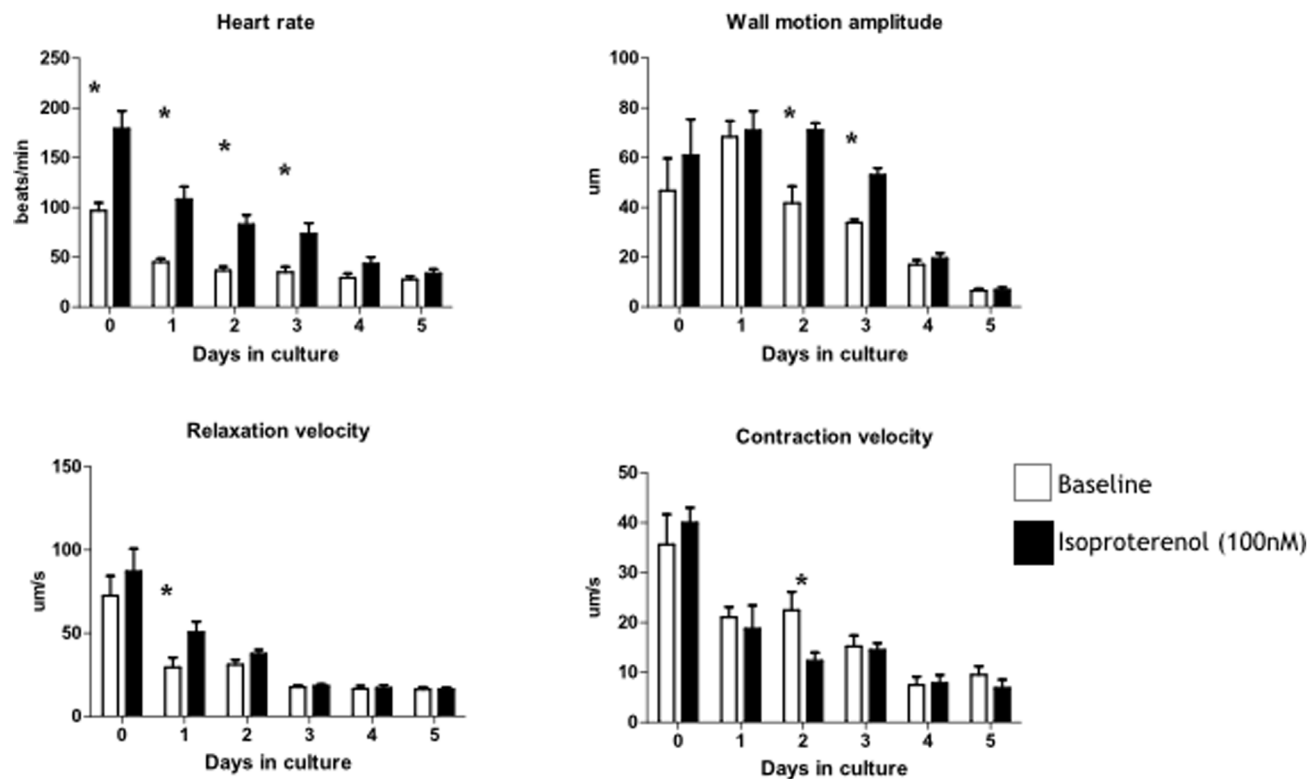 Heart rate
250
200
150
100
50
0
beats/min
*
*
*
*
0 1 2 3 4 5
Days in culture
Wall motion amplitude
100
80
60
40
20
0
um
*
*
0 1 2 3 4 5
Days in culture
Relaxation velocity
150
100
50
0
um/s
*
0 1 2 3 4 5
Days in culture
Contraction velocity
50
40
30
20
10
0
um/s
*
0 1 2 3 4 5
Days in culture
Baseline
Isoproterenol (100nM)